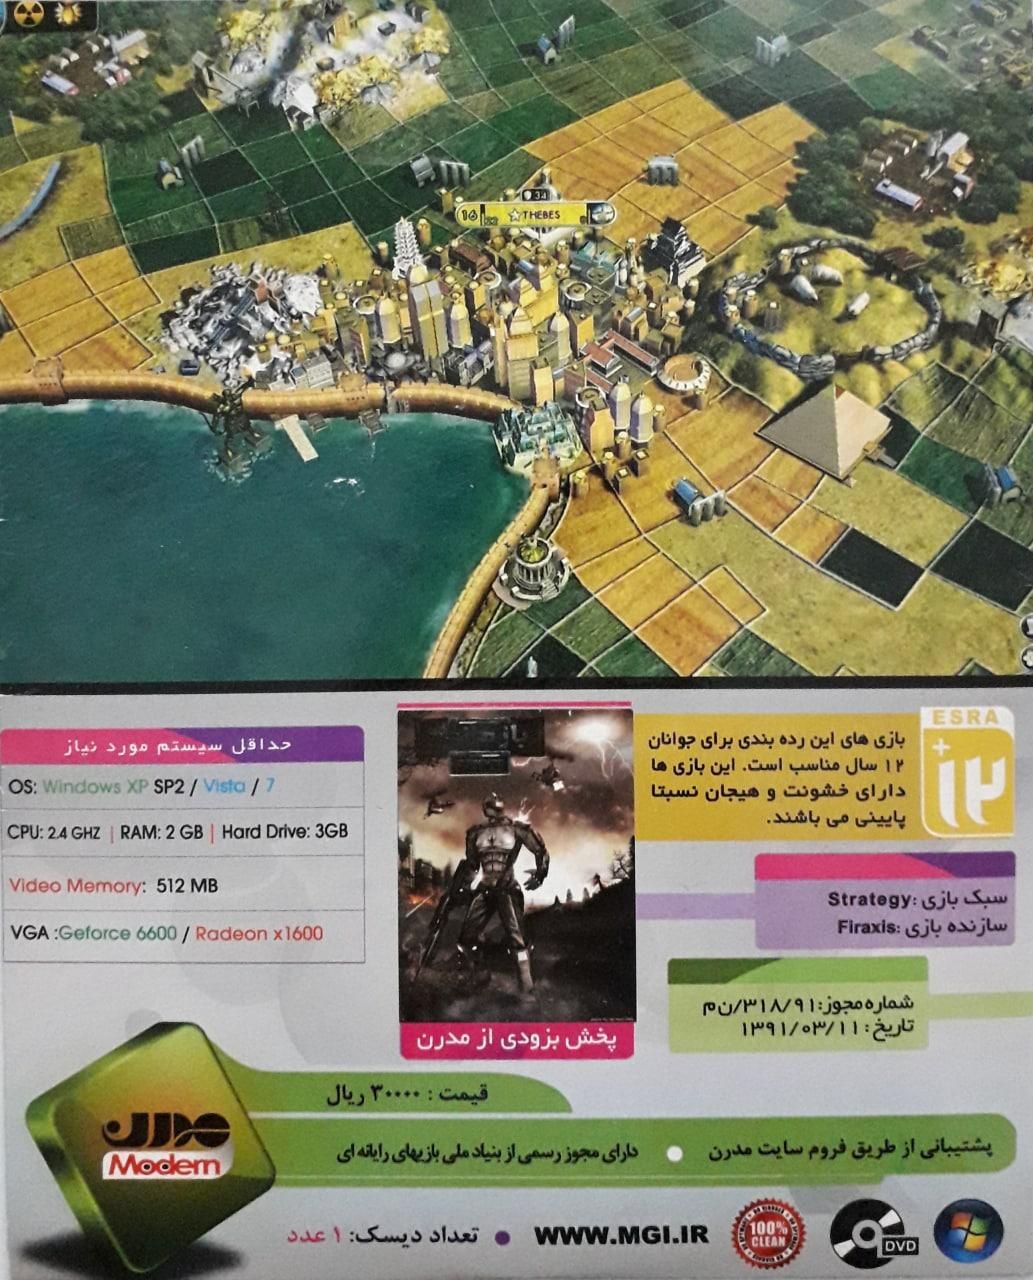 34
16 THEBES
حداقل سیستم مورد نیاز
OS: Windows XP SP2 / Vista / 7
CPU: 2.4 GHZ | RAM: 2 GB | Hard Drive: 3GB
Video Memory: 512 MB
VGA :Geforce 6600 / Radeon x1600
پخش بزودی از مدرن
ESRA
+۱۲
بازی های این رده بندی برای جوانان
۱۲ سال مناسب است. این بازی ها
دارای خشونت و هیجان نسبتا
پایینی می باشند.
سبک بازی :Strategy
سازنده بازی :Firaxis
شماره مجوز: ۳۱۸/۹۱/ن م
تاریخ: ۱۳۹۱/۰۳/۱۱
قیمت : ۳۰۰۰۰ ریال
مدرن
Modern
پشتیبانی از طریق فروم سایت مدرن
دارای مجوز رسمی از بنیاد ملی بازیهای رایانه ای
تعداد دیسک: ۱ عدد
WWW.MGI.IR
100%
CLEAN
DVD